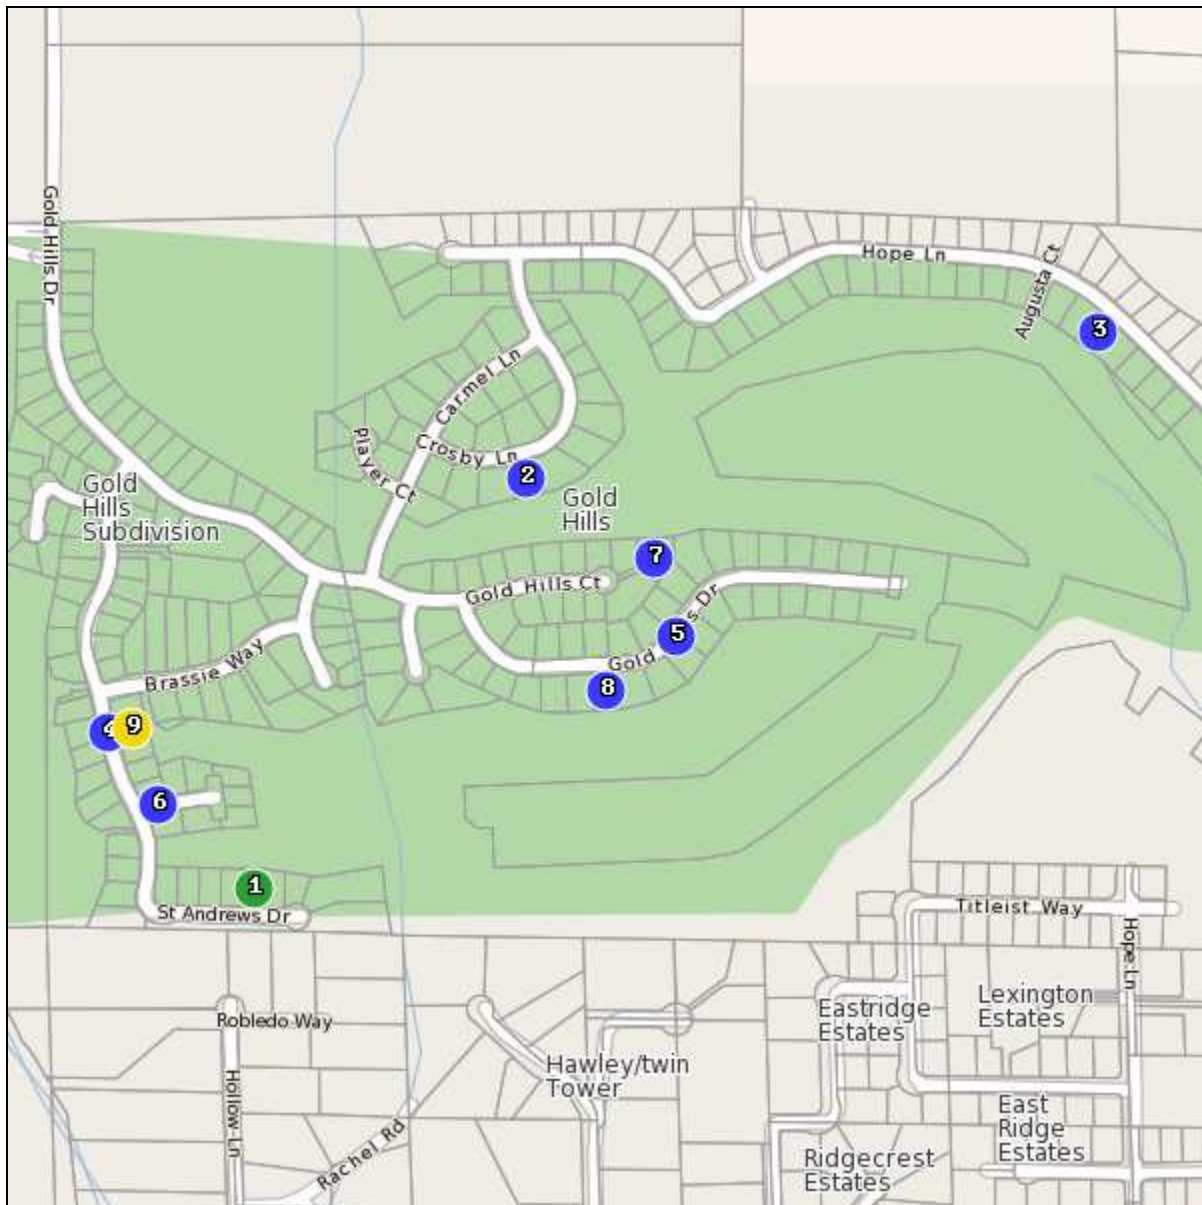 Gold Hills Dr
Hope Ln
Augusta Ct
3
Carmel Ln
Player Ct
Crosby Ln
2
Gold
Hills
Subdivision
Gold
Hills
7
Gold Hills Ct
5
s Dr
Gold
8
Brassie Way
4
9
6
1
St Andrews Dr
Titleist Way
Hope Ln
Robledo Way
Hollow Ln
Rachel Rd
Hawley/twin
Tower
Eastridge
Estates
Lexington
Estates
East
Ridge
Estates
Ridgecrest
Estates